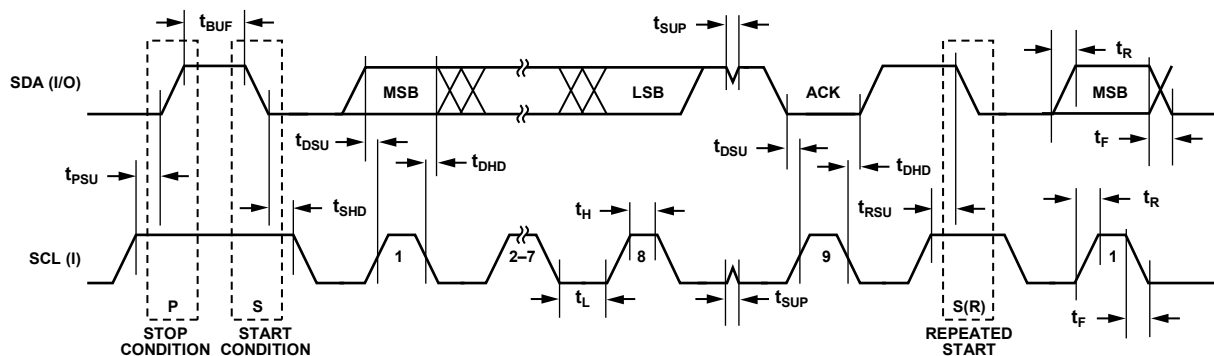 tBUF
tSUP
tR
SDA (I/O)
MSB
LSB
ACK
MSB
tDSU
tDHD
tDSU
tDHD
tF
tPSU
tSHD
tH
tRSU
tR
SCL (I)
1
2–7
8
9
1
tL
tSUP
tF
P
S
S(R)
STOP
CONDITION
START
CONDITION
REPEATED
START